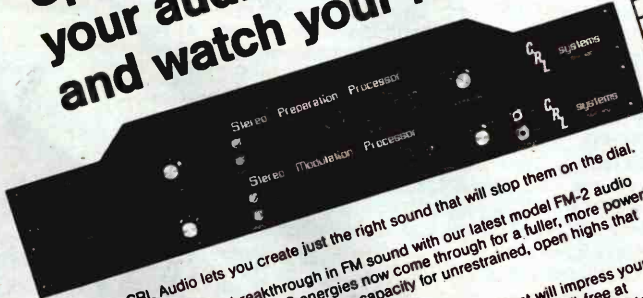 your
and watch your
Stereo Preparation Processor
CRL systems
Stereo Modulation Processor
CRL systems
CRL Audio lets you create just the right sound that will stop them on the dial.
breakthrough in FM sound with our latest model FM-2 audio
energies now come through for a fuller, more power
capacity for unrestrained, open highs that
will impress your
free at